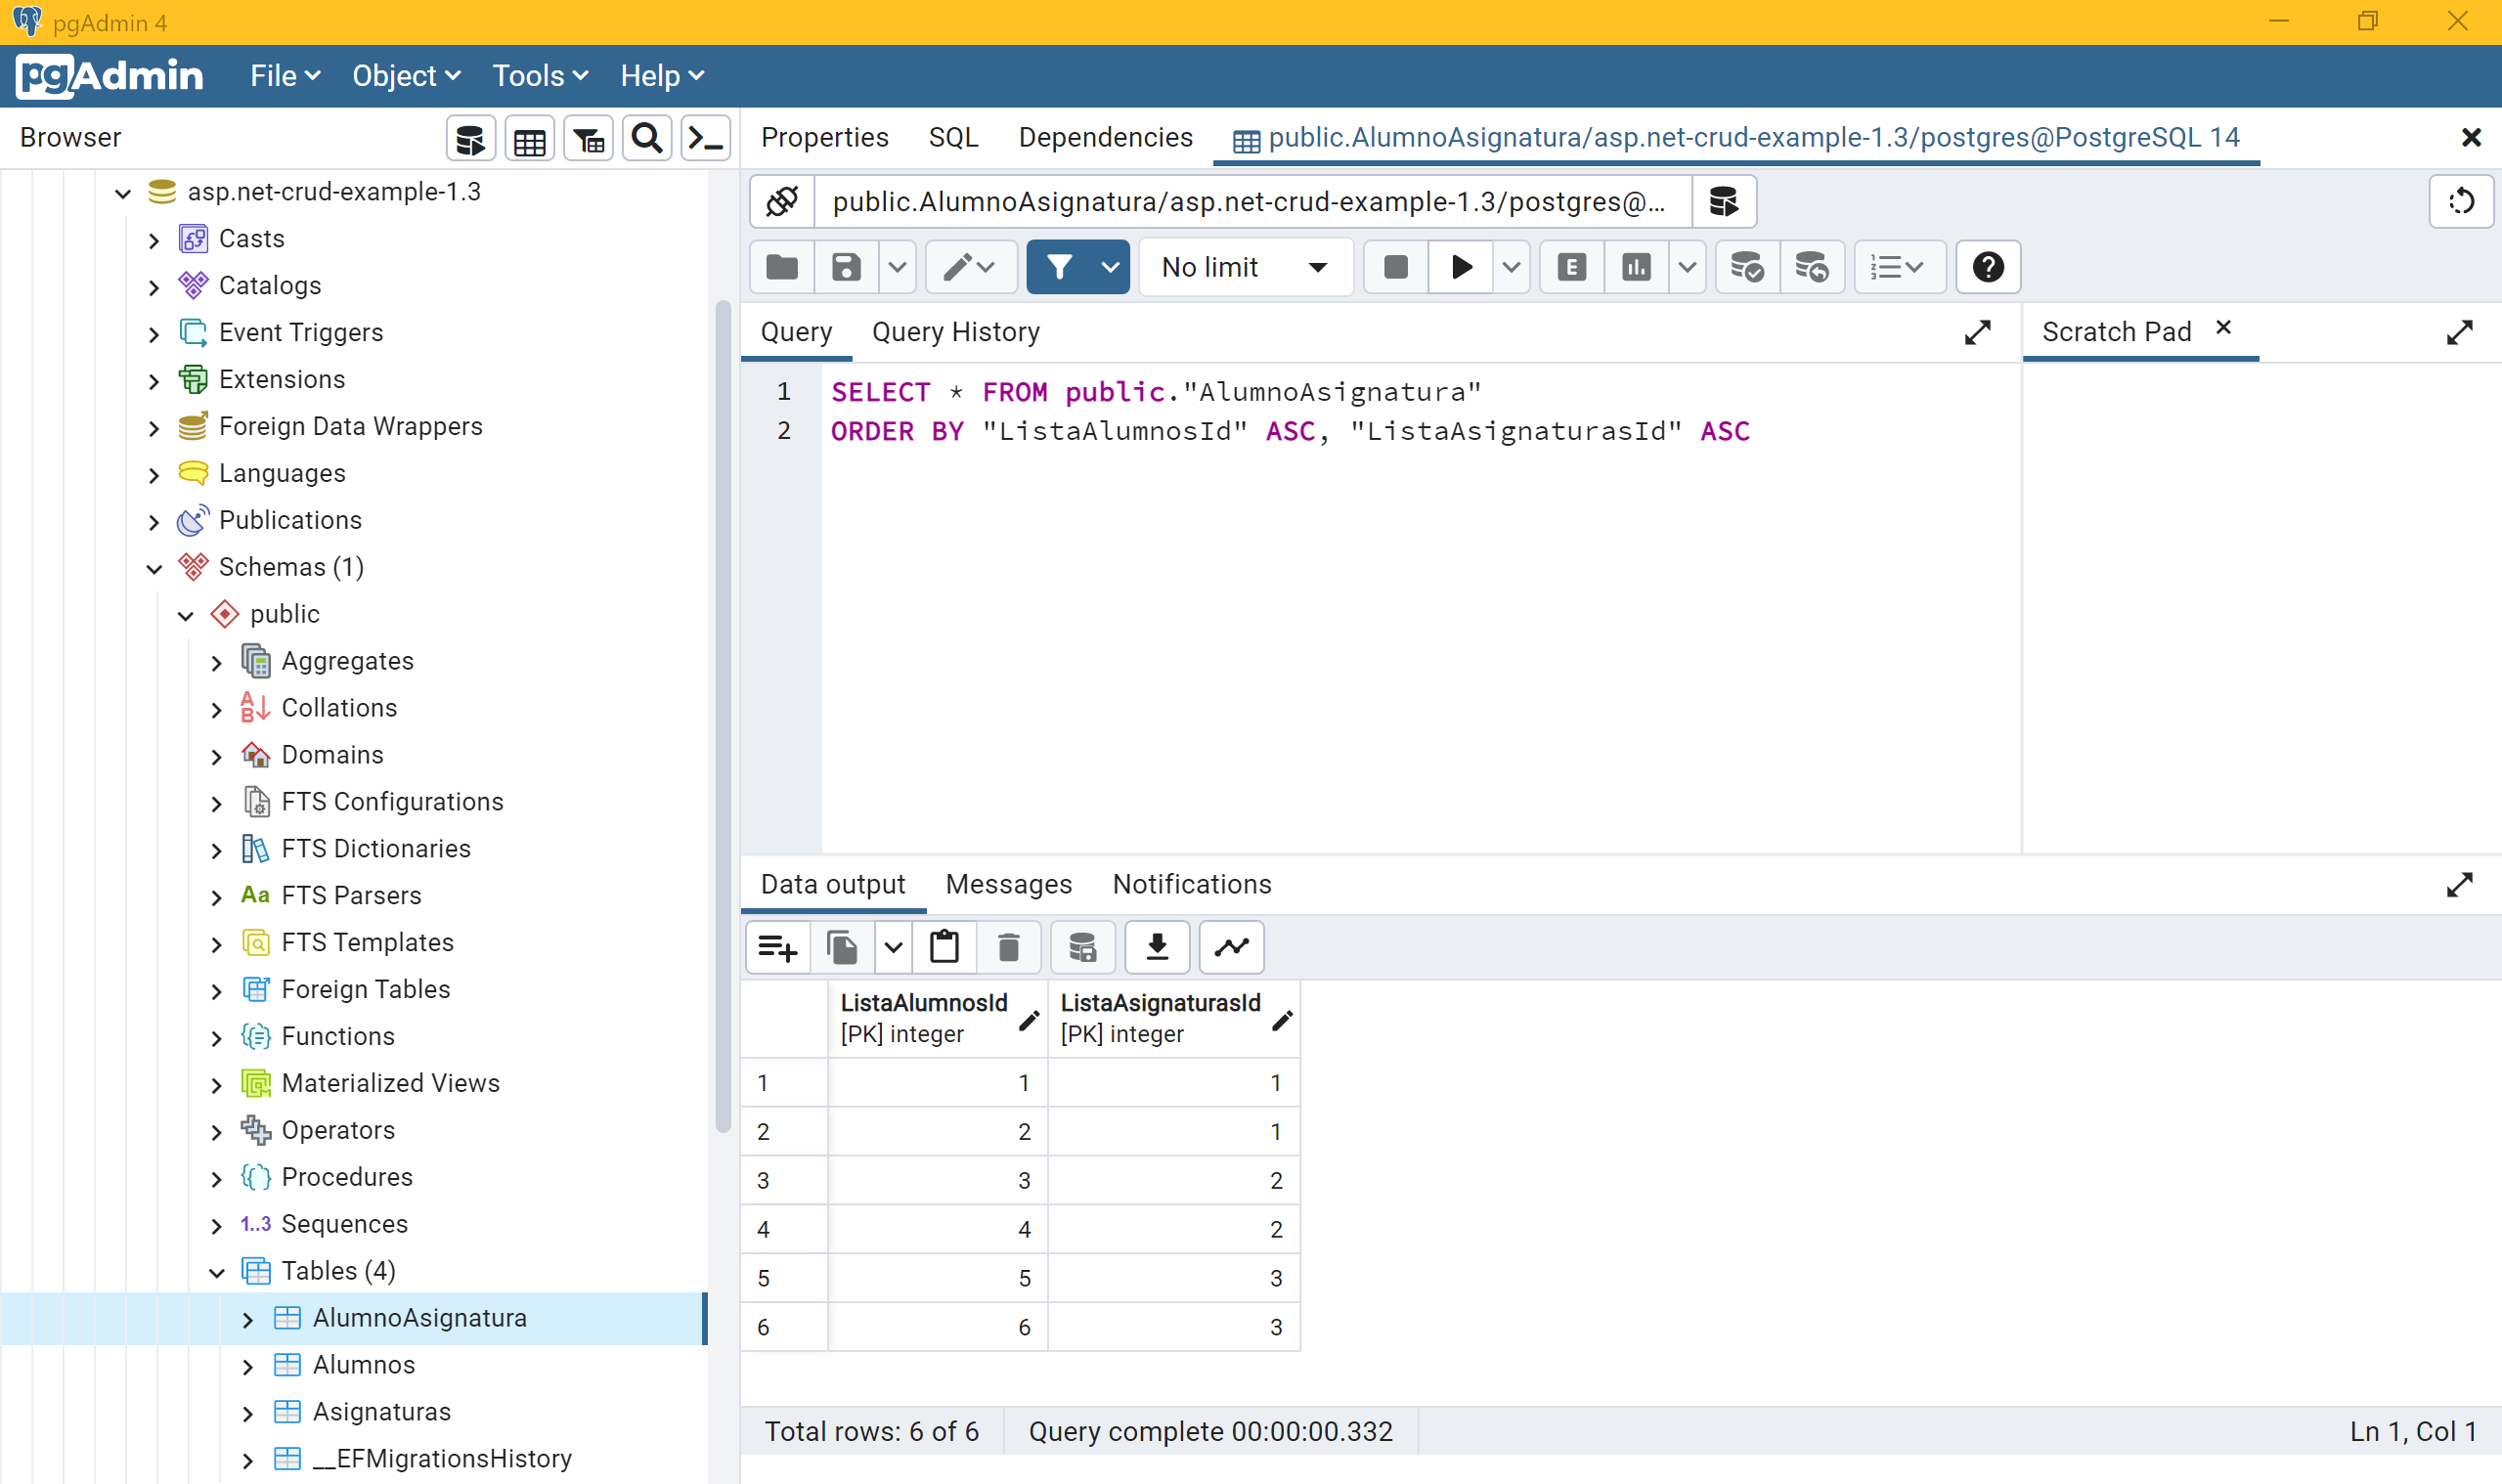 pgAdmin 4
pgAdmin File Object Tools Help
Browser
asp.net-crud-example-1.3
Casts
Catalogs
Event Triggers
Extensions
Foreign Data Wrappers
Languages
Publications
Schemas (1)
public
Aggregates
Collations
Domains
FTS Configurations
FTS Dictionaries
Aa FTS Parsers
FTS Templates
Foreign Tables
Functions
Materialized Views
Operators
Procedures
1..3 Sequences
Tables (4)
AlumnoAsignatura
Alumnos
Asignaturas
__EFMigrationsHistory
Properties SQL Dependencies public.AlumnoAsignatura/asp.net-crud-example-1.3/postgres@PostgreSQL 14
public.AlumnoAsignatura/asp.net-crud-example-1.3/postgres@...
No limit E
Query Query History
Scratch Pad
1 SELECT * FROM public."AlumnoAsignatura"
2 ORDER BY "ListaAlumnosId" ASC, "ListaAsignaturasId" ASC
Data output Messages Notifications
ListaAlumnosId ListaAsignaturasId
[PK] integer [PK] integer
1 1 1
2 2 1
3 3 2
4 4 2
5 5 3
6 6 3
Total rows: 6 of 6 Query complete 00:00:00.332 Ln 1, Col 1